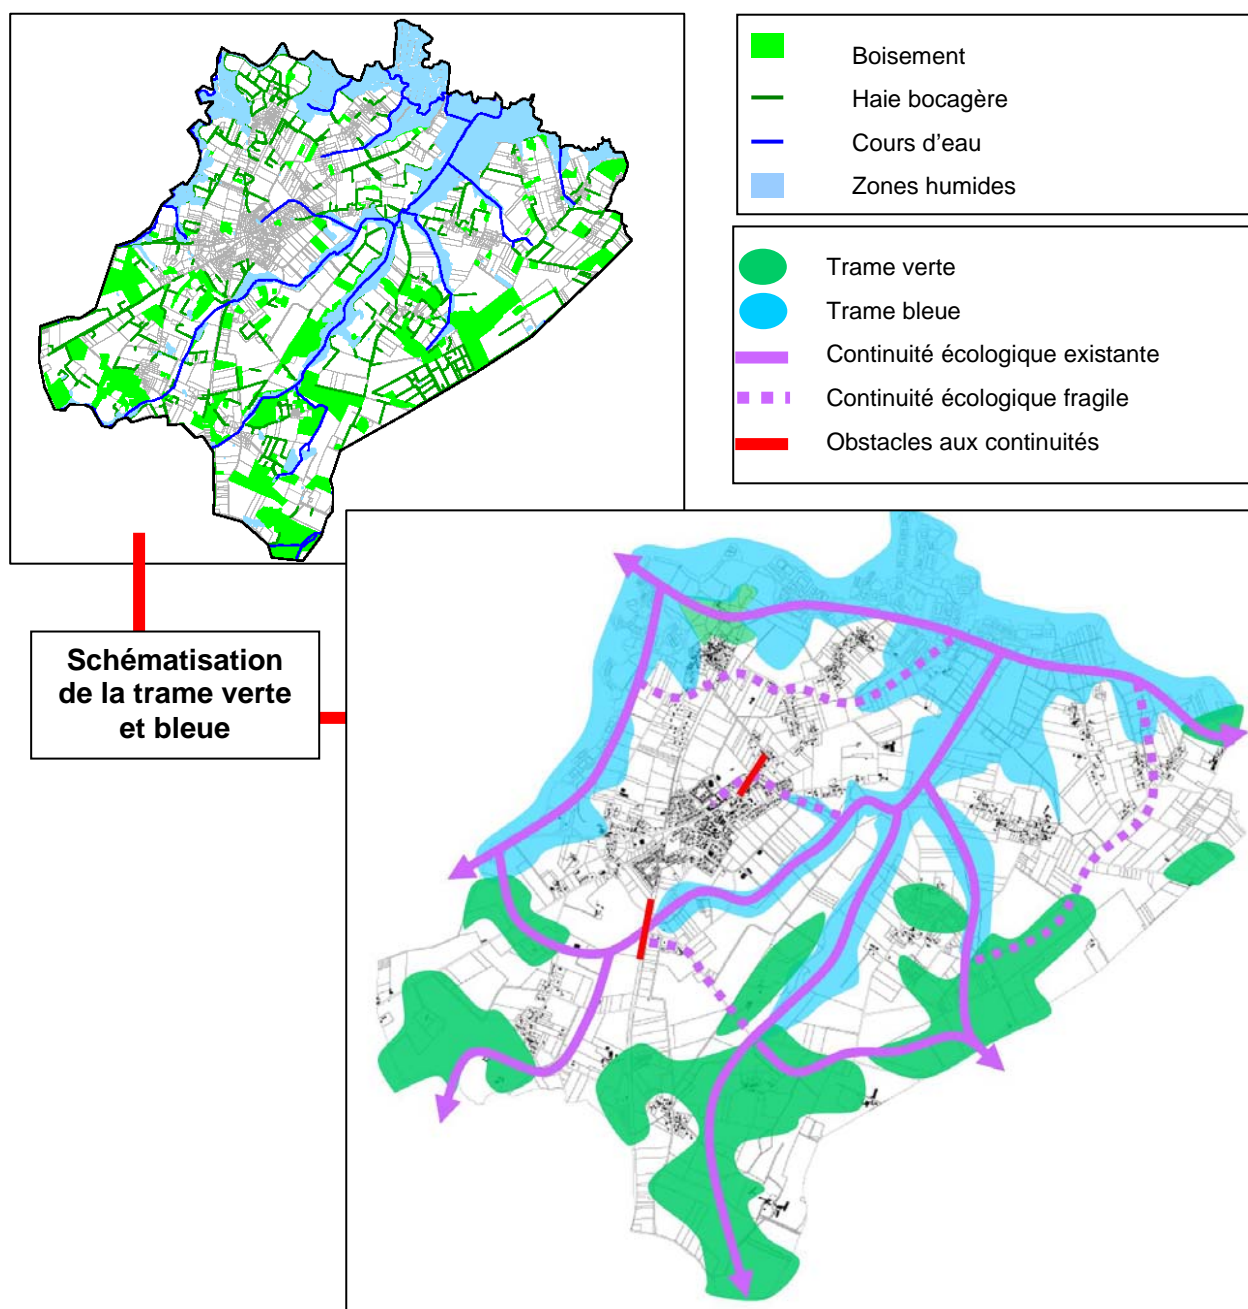 Boisement
Haie bocagère
Cours d'eau
Zones humides
Trame verte
Trame bleue
Continuité écologique existante
Continuité écologique fragile
Obstacles aux continuités
Schématisation
de la trame verte
et bleue